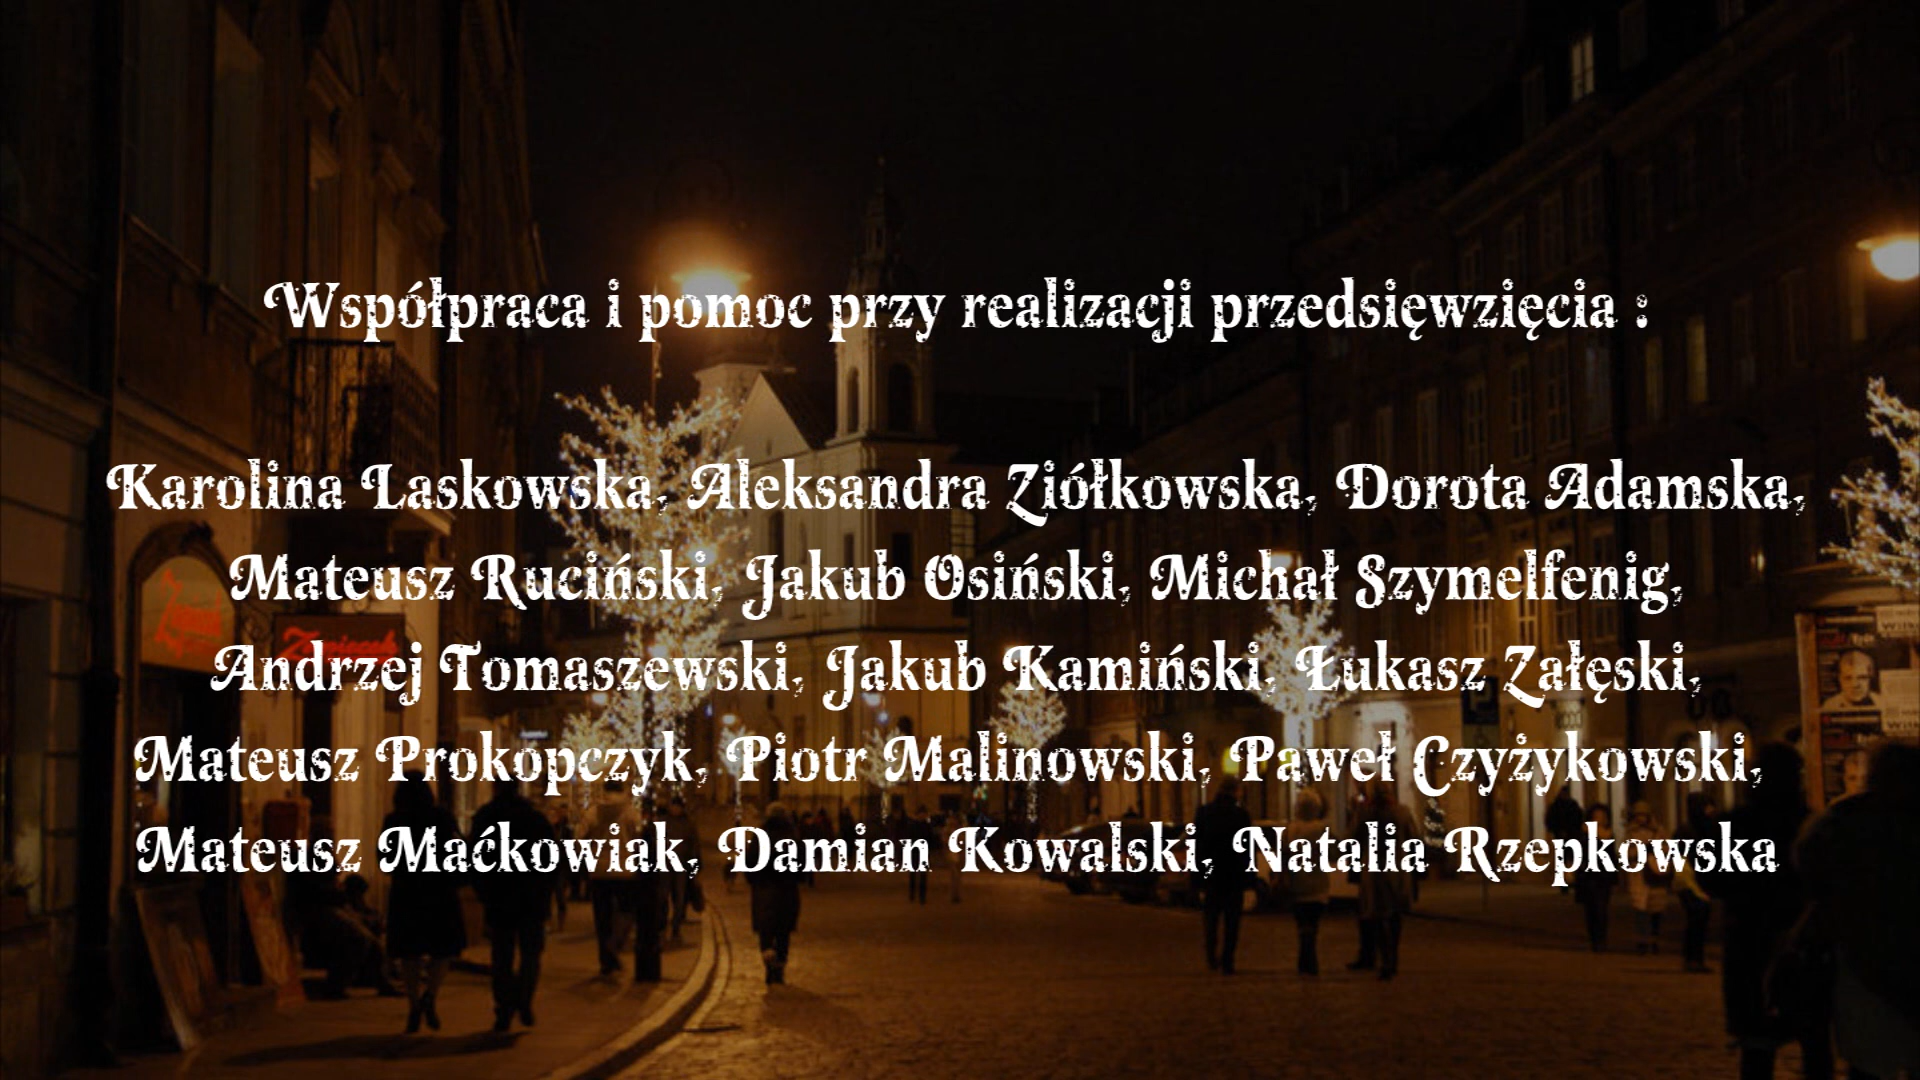 Współpraca i pomoc przy realizacji przedsięwzięcia :
Karolina Laskowska, Aleksandra Ziółkowska, Dorota Adamska,
Mateusz Ruciński, Jakub Osiński, Michał Szymelfenig,
Andrzej Tomaszewski, Jakub Kamiński, Łukasz Załęski,
Mateusz Prokopczyk, Piotr Malinowski, Paweł Czyżykowski,
Mateusz Maćkowiak, Damian Kowalski, Natalia Rzepkowska